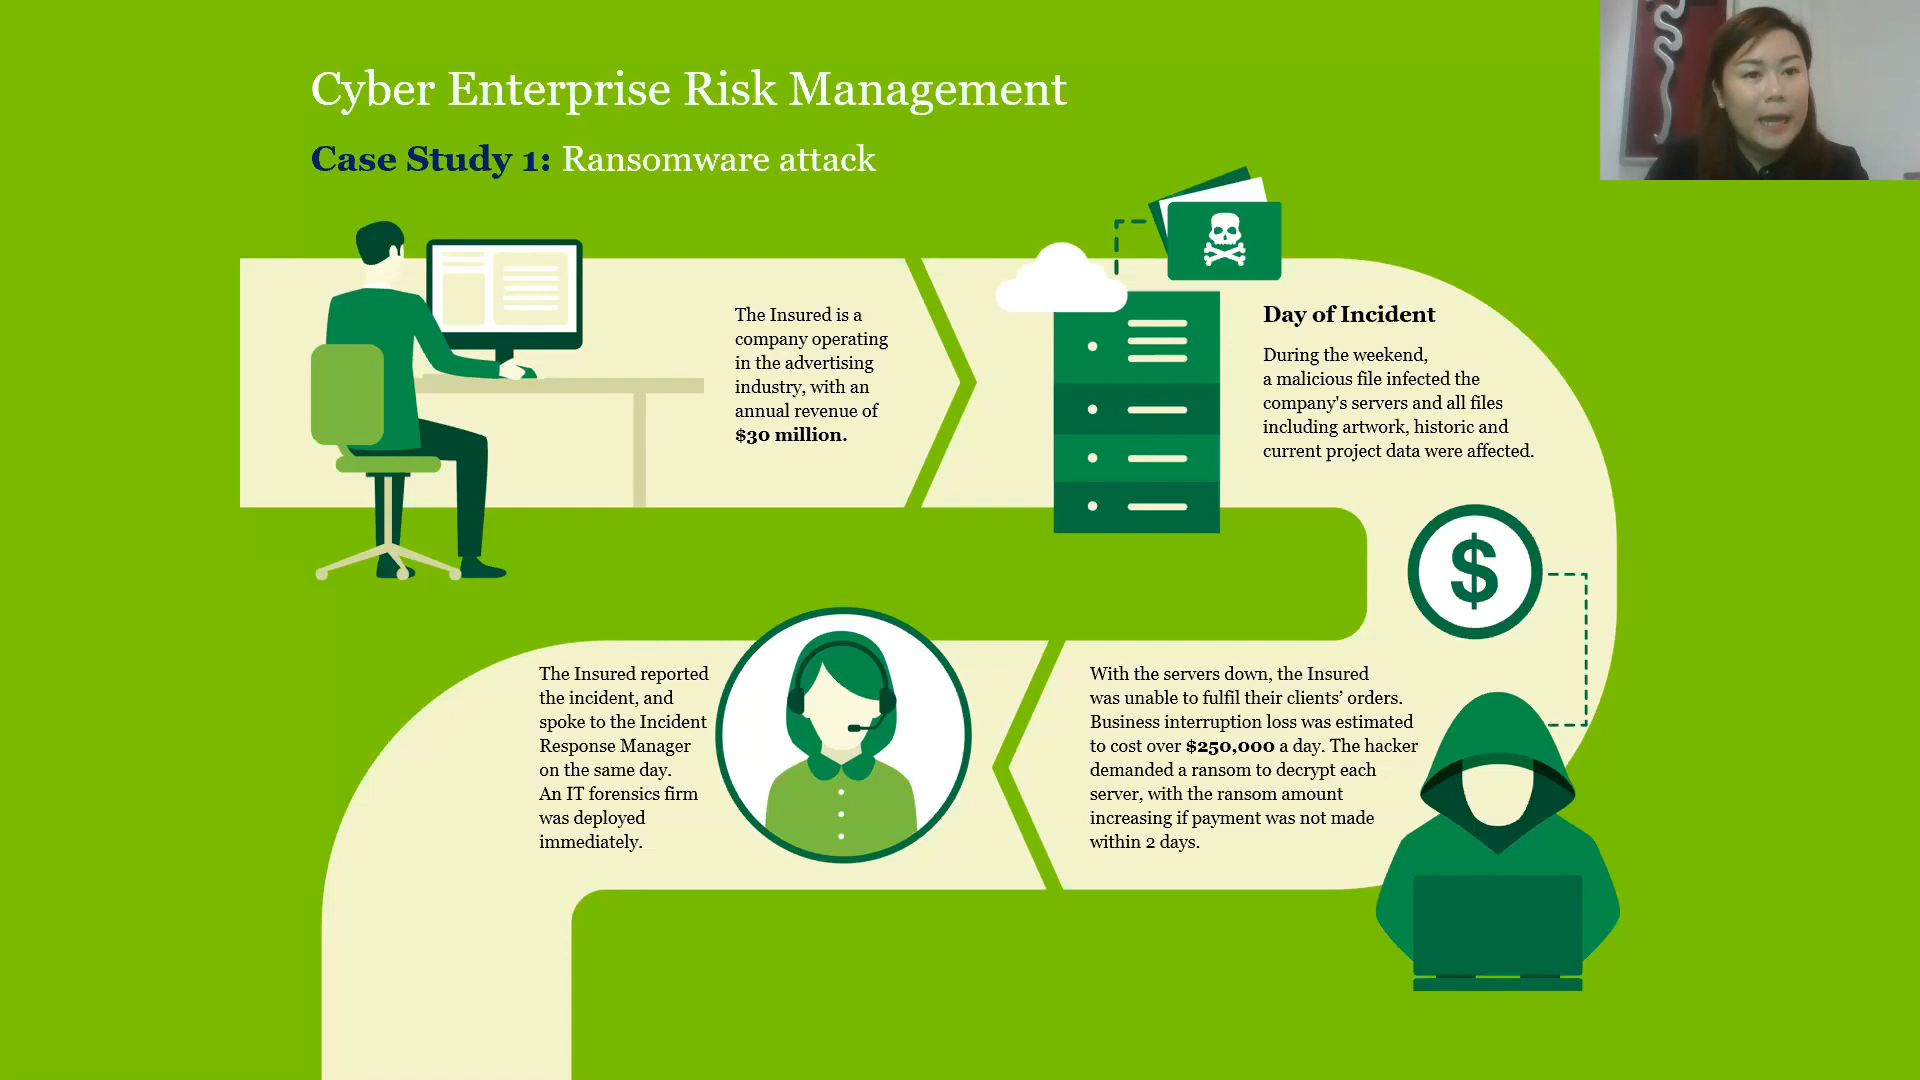 Cyber Enterprise Risk Management
Case Study 1: Ransomware attack
The Insured is a
company operating
in the advertising
industry, with an
annual revenue of
$30 million.
Day of Incident
During the weekend,
a malicious file infected the
company's servers and all files
including artwork, historic and
current project data were affected.
$
With the servers down, the Insured
was unable to fulfil their clients’ orders.
Business interruption loss was estimated
to cost over $250,000 a day. The hacker
demanded a ransom to decrypt each
server, with the ransom amount
increasing if payment was not made
within 2 days.
The Insured reported
the incident, and
spoke to the Incident
Response Manager
on the same day.
An IT forensics firm
was deployed
immediately.